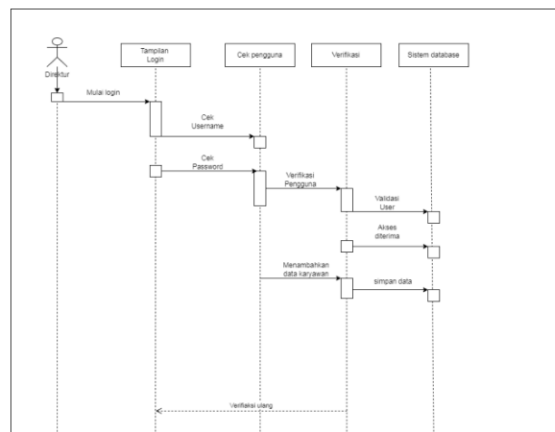 Direktur
Tampilan
Login
Cek pengguna
Verifikasi
Sistem database
Mulai login
Cek
Username
Cek
Password
Verifikasi
Pengguna
Validasi
User
Akses
diterima
Menambahkan
data karyawan
simpan data
Verifieksi ulang